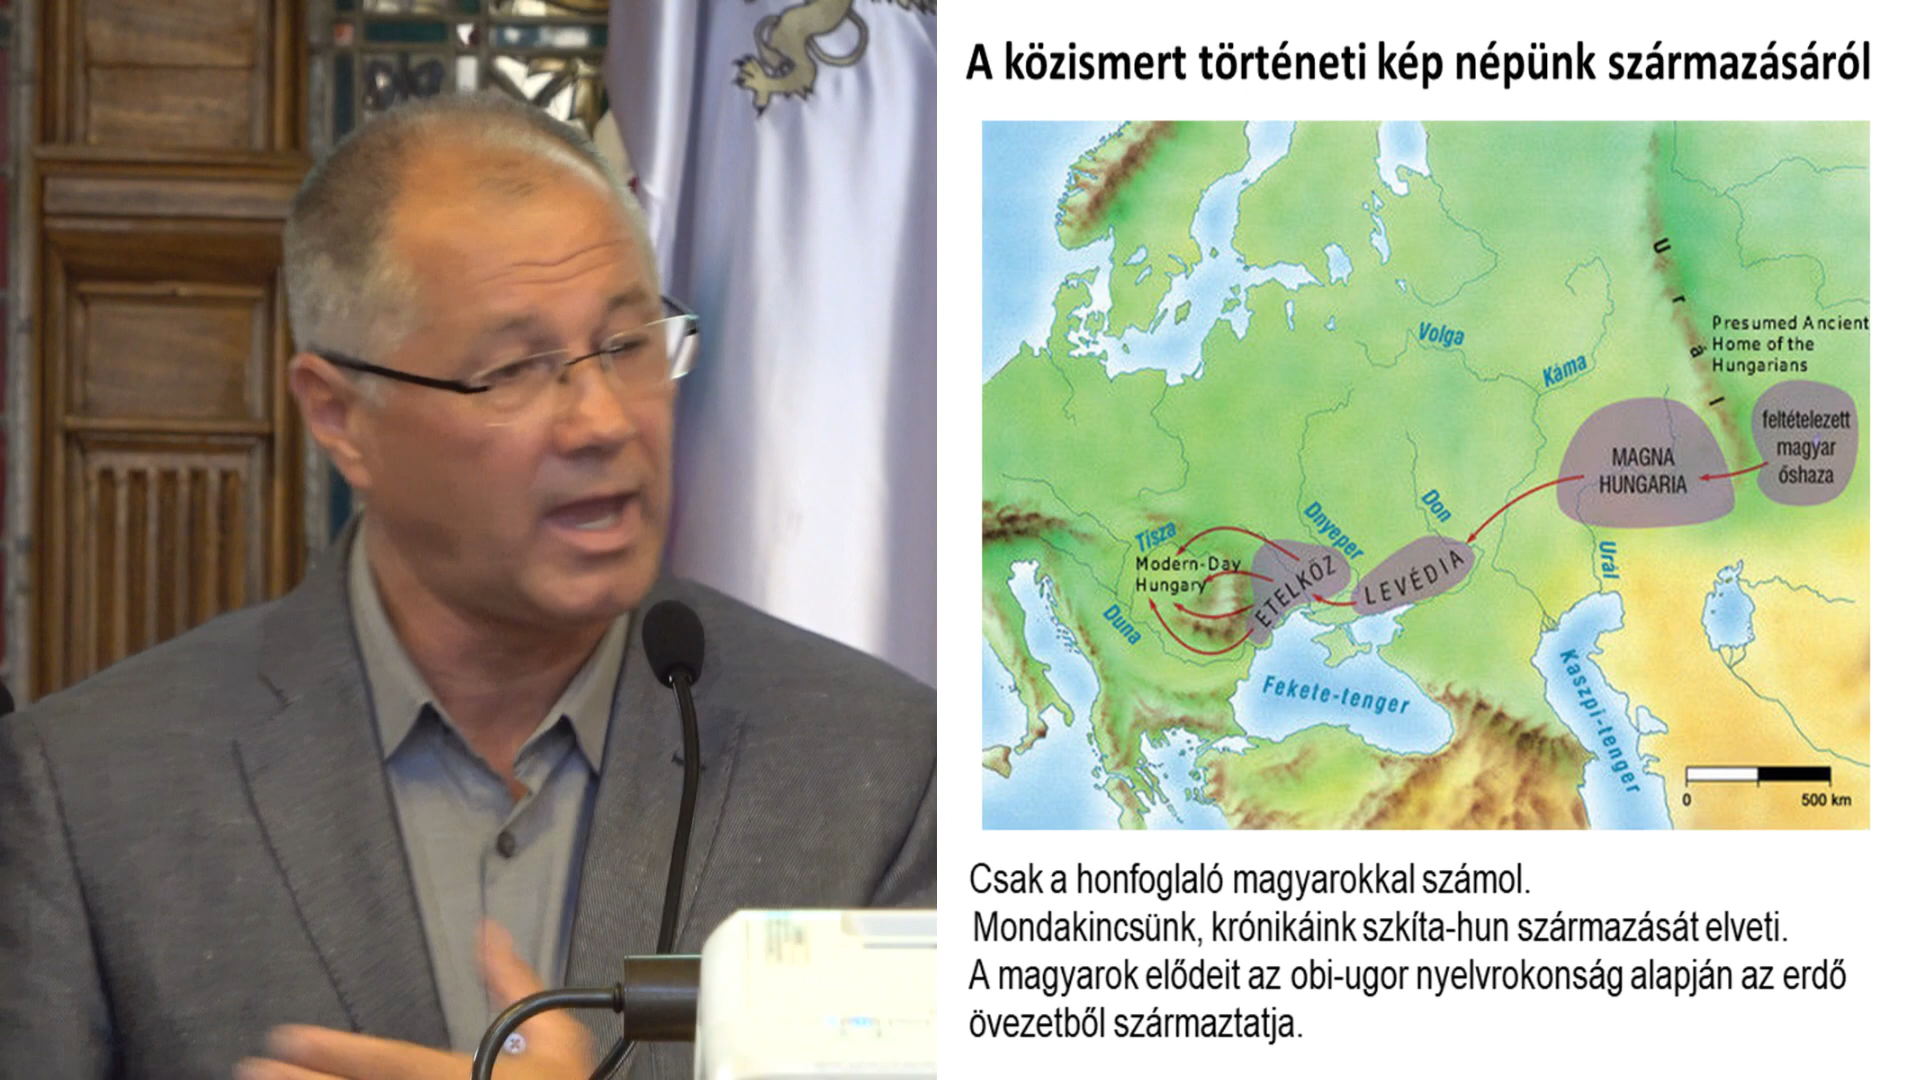 A közismert történeti kép népünk származásáról
U r á l
Presumed Ancient
Home of the
Hungarians
Volga
Káma
feltételezett
magyar
őshaza
MAGNA
HUNGARIA
Don
Dnyeper
Tisza
Modern-Day
Hungary
ETELKÖZ
LEVÉDIA
Urál
Duna
Fekete-tenger
Kaszpi-tenger
0 500 km
Csak a honfoglaló magyarokkal számol.
Mondakincsünk, krónikáink szkíta-hun származását elveti.
A magyarok elődeit az obi-ugor nyelvrokonság alapján az erdő
övezetből származtatja.